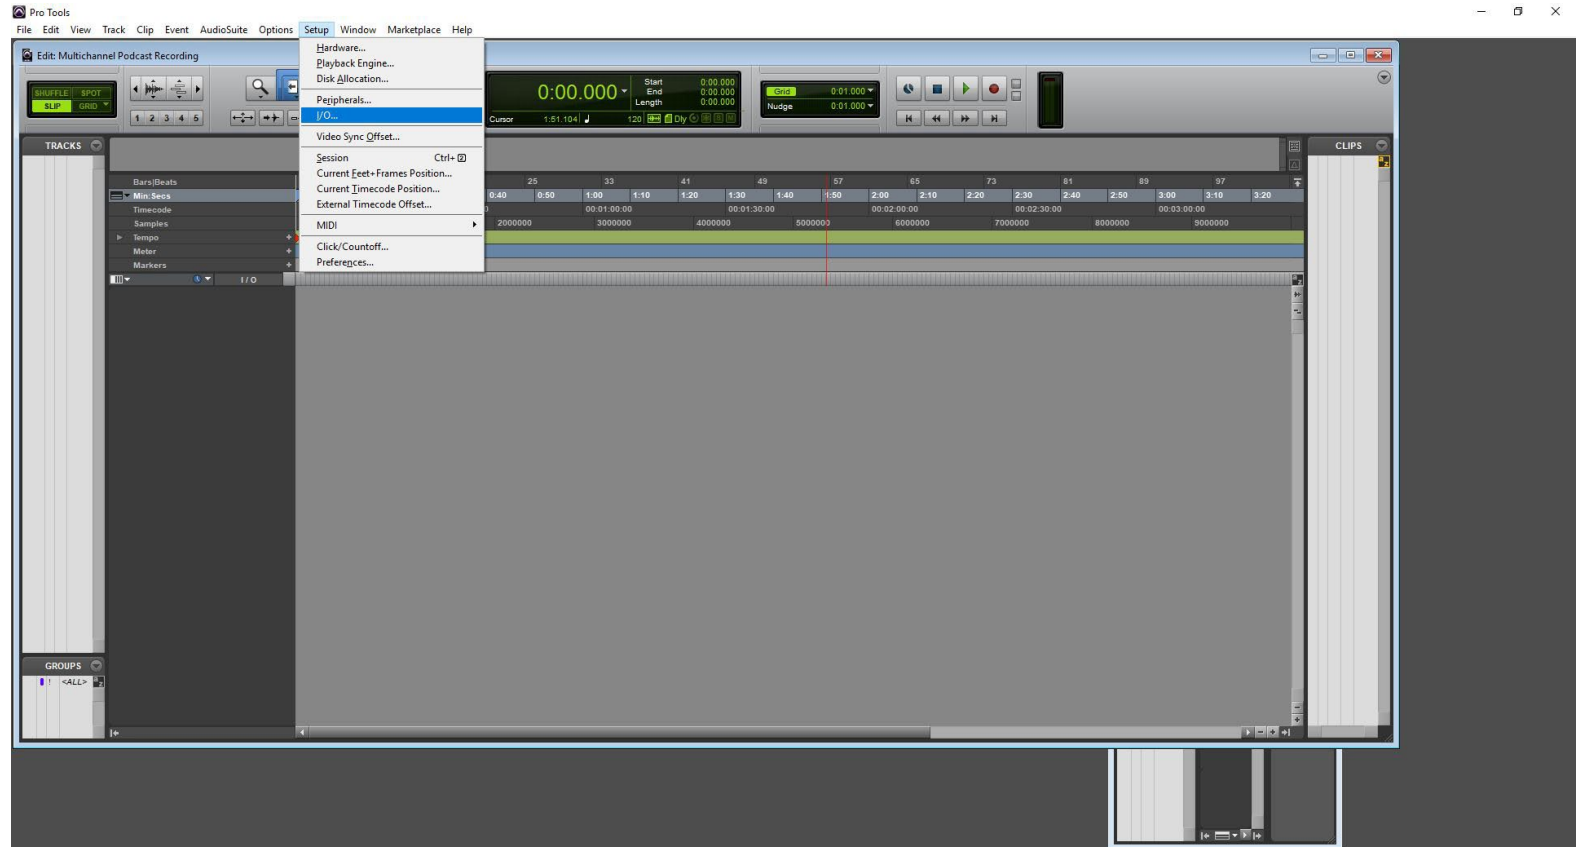 Pro Tools
File Edit View Track Clip Event AudioSuite Options Setup Window Marketplace Help
Edit: Multichannel Podcast Recording
Hardware...
Playback Engine...
Disk Allocation...
Peripherals...
I/O...
Video Sync Offset...
Session Ctrl+2
Current Feet+Frames Position...
Current Timecode Position...
External Timecode Offset...
MIDI
Click/Countoff...
Preferences...
SHUFFLE SPOT
SLIP GRID
1 2 3 4 5
0:00.000
Start 0:00.000
End 0:00.000
Length 0:00.000
Cursor 1:51.104 120 Dly
Grid 0:01.000
Nudge 0:01.000
TRACKS
CLIPS
Bars|Beats 25 33 41 49 57 65 73 81 89 97
Min:Secs 0:40 0:50 1:00 1:10 1:20 1:30 1:40 1:50 2:00 2:10 2:20 2:30 2:40 2:50 3:00 3:10 3:20
Timecode 00:01:00:00 00:01:30:00 00:02:00:00 00:02:30:00 00:03:00:00
Samples 2000000 3000000 4000000 5000000 6000000 7000000 8000000 9000000
Tempo
Meter
Markers
I/O
GROUPS
! <ALL>